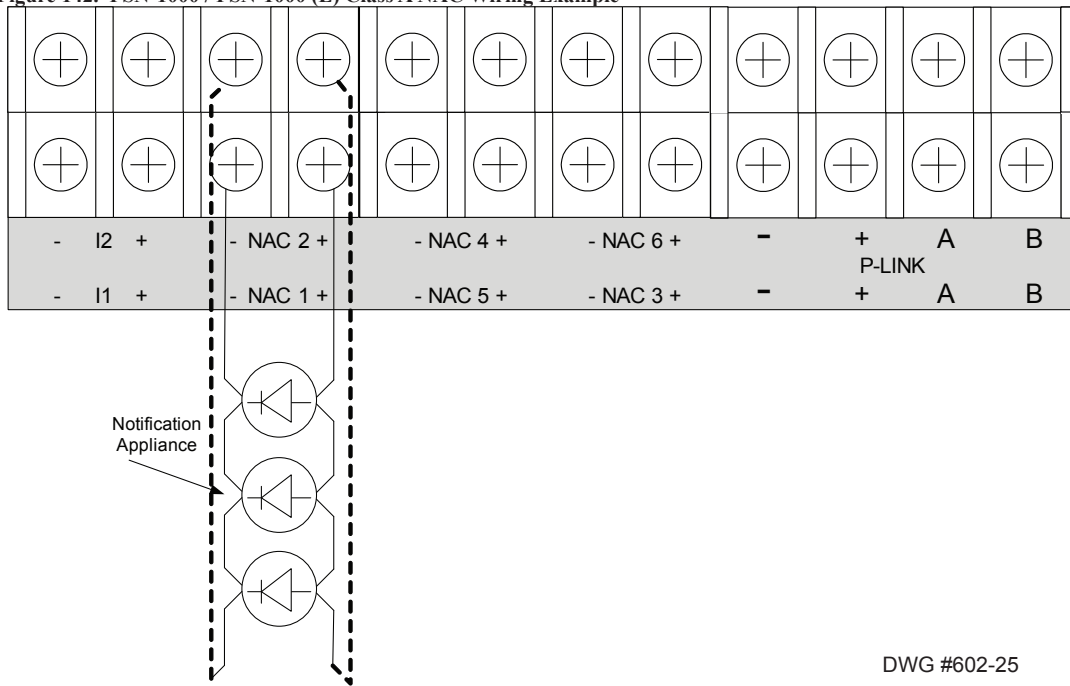 - I2 + - NAC 2 + - NAC 4 + - NAC 6 + - + A B
P-LINK
- I1 + - NAC 1 + - NAC 5 + - NAC 3 + - + A B
Notification
Appliance
DWG #602-25